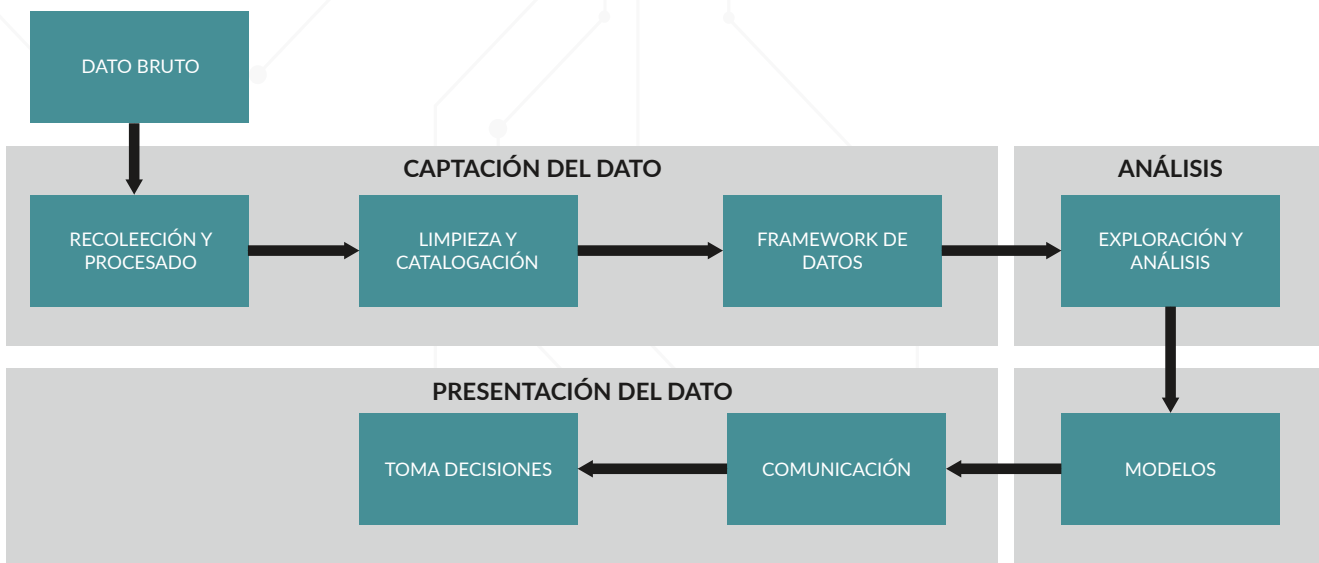 DATO BRUTO
CAPTACIÓN DEL DATO
RECOLEECIÓN Y
PROCESADO
LIMPIEZA Y
CATALOGACIÓN
FRAMEWORK DE
DATOS
ANÁLISIS
EXPLORACIÓN Y
ANÁLISIS
MODELOS
PRESENTACIÓN DEL DATO
COMUNICACIÓN
TOMA DECISIONES